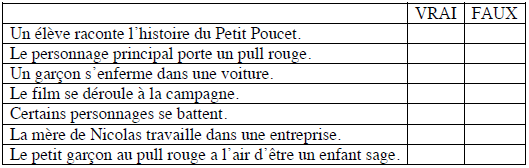 VRAI FAUX
Un élève raconte l’histoire du Petit Poucet.
Le personnage principal porte un pull rouge.
Un garçon s’enferme dans une voiture.
Le film se déroule à la campagne.
Certains personnages se battent.
La mère de Nicolas travaille dans une entreprise.
Le petit garçon au pull rouge a l’air d’être un enfant sage.